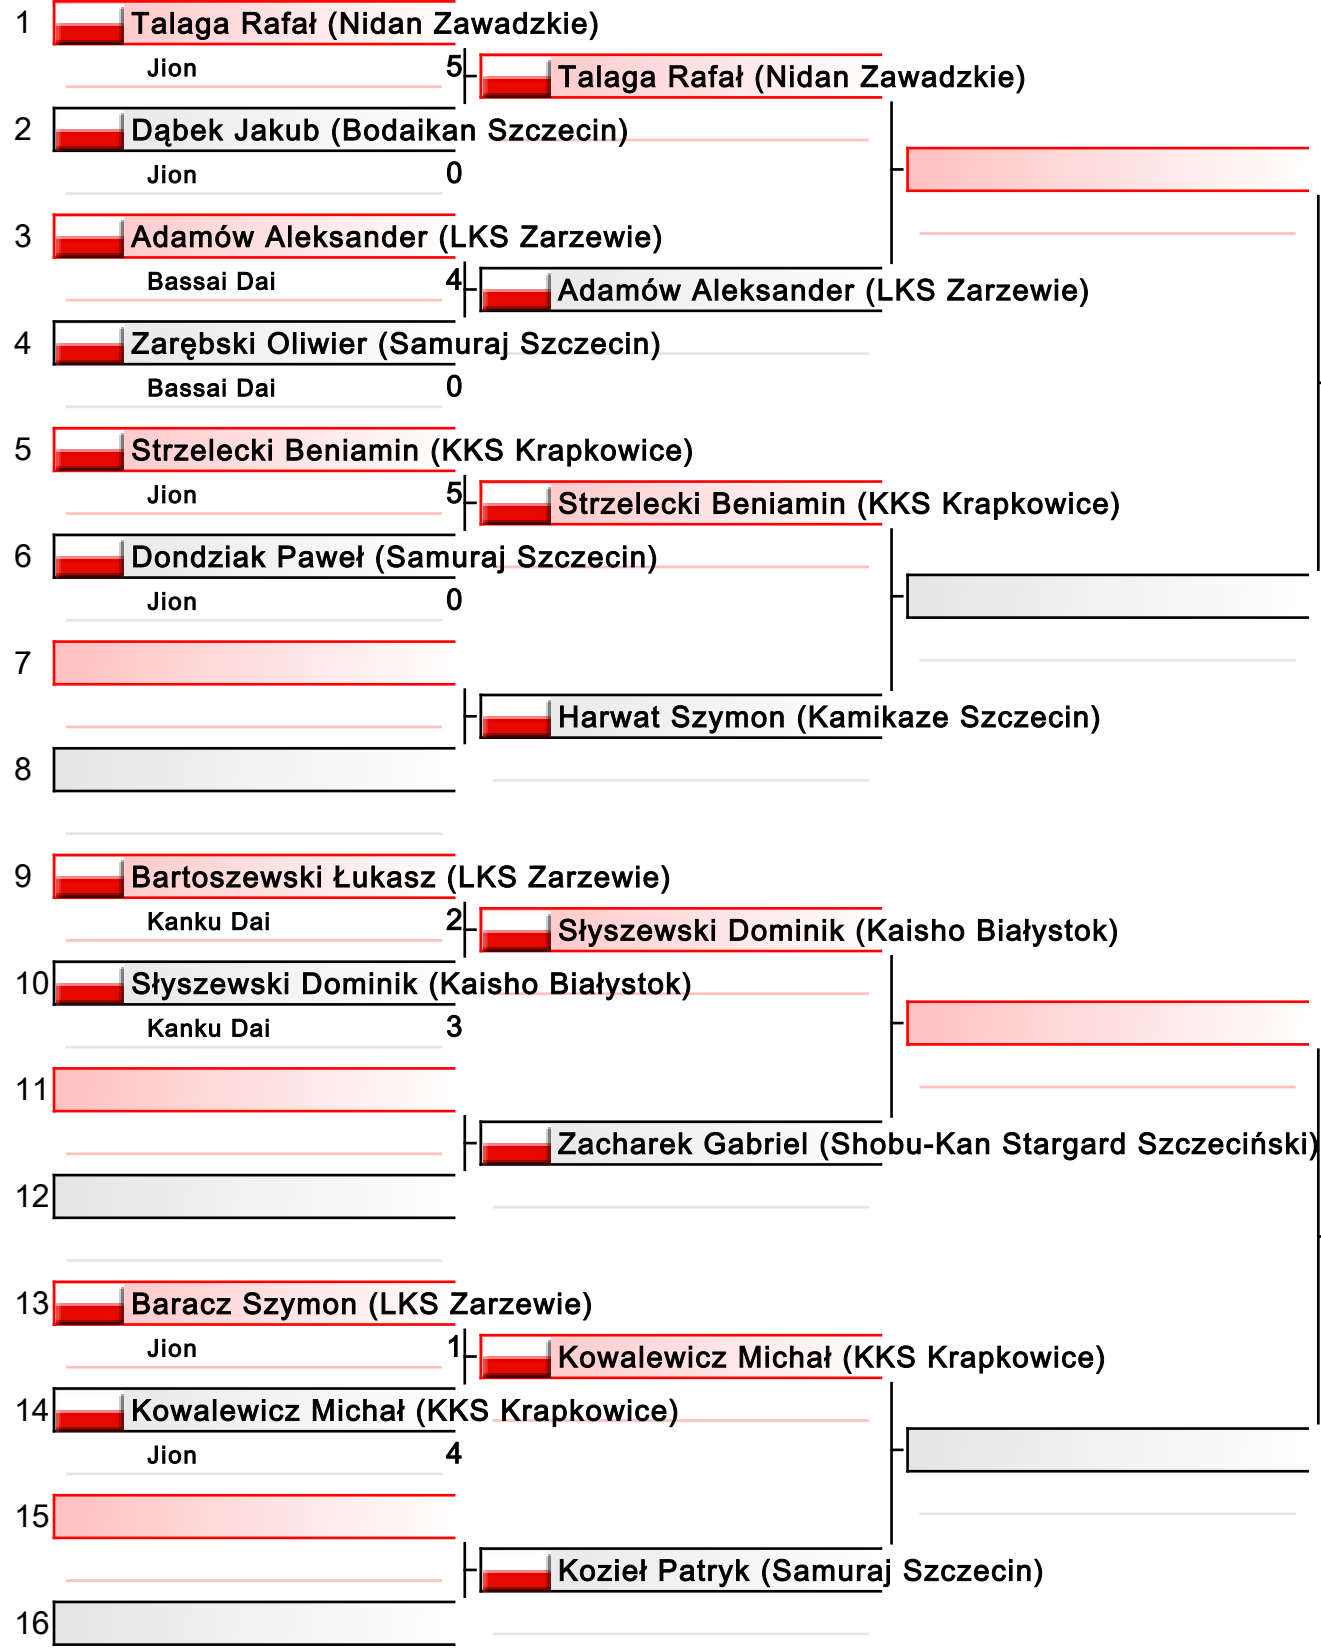 1 Talaga Rafał (Nidan Zawadzkie)
Jion 5
Talaga Rafał (Nidan Zawadzkie)
2 Dąbek Jakub (Bodaikan Szczecin)
Jion 0
3 Adamów Aleksander (LKS Zarzewie)
Bassai Dai 4
Adamów Aleksander (LKS Zarzewie)
4 Zarębski Oliwier (Samuraj Szczecin)
Bassai Dai 0
5 Strzelecki Beniamin (KKS Krapkowice)
Jion 5
Strzelecki Beniamin (KKS Krapkowice)
6 Dondziak Paweł (Samuraj Szczecin)
Jion 0
7
Harwat Szymon (Kamikaze Szczecin)
8
9 Bartoszewski Łukasz (LKS Zarzewie)
Kanku Dai 2
Słyszewski Dominik (Kaisho Białystok)
10 Słyszewski Dominik (Kaisho Białystok)
Kanku Dai 3
11
Zacharek Gabriel (Shobu-Kan Stargard Szczeciński)
12
13 Baracz Szymon (LKS Zarzewie)
Jion 1
Kowalewicz Michał (KKS Krapkowice)
14 Kowalewicz Michał (KKS Krapkowice)
Jion 4
15
Kozieł Patryk (Samuraj Szczecin)
16